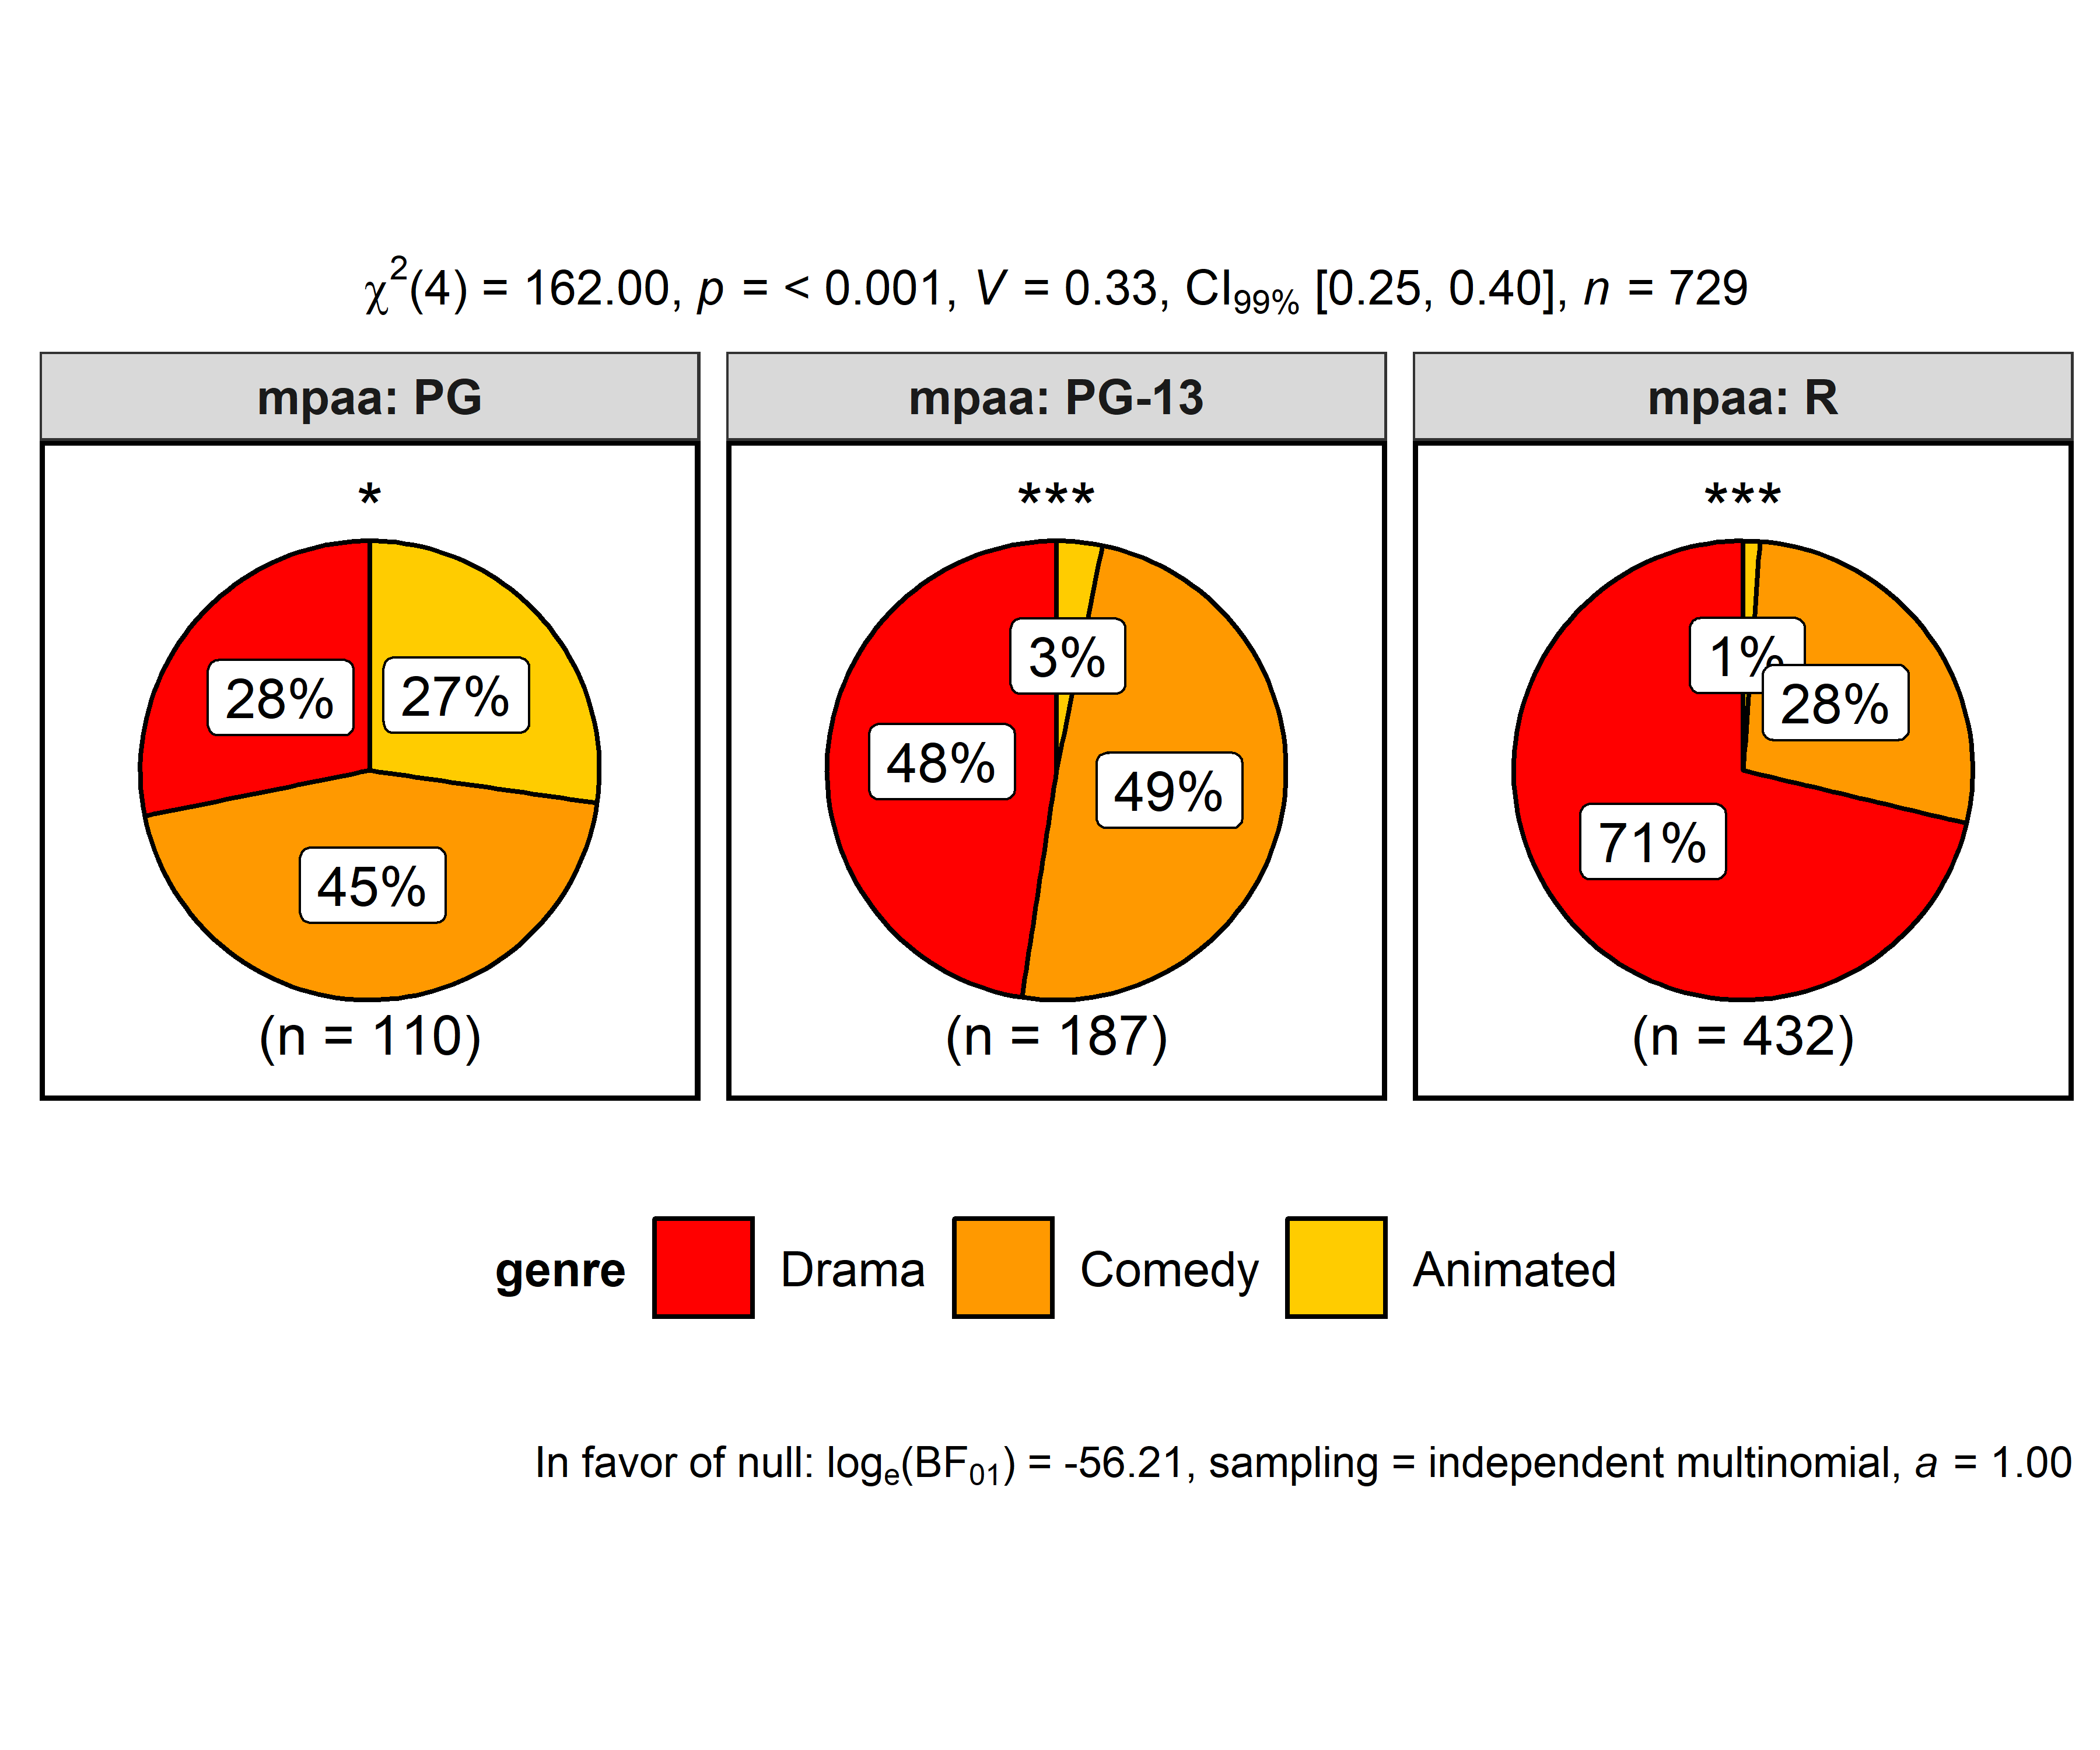 χ²(4) = 162.00, p = < 0.001, V = 0.33, CI₉₉% [0.25, 0.40], n = 729
mpaa: PG
mpaa: PG-13
mpaa: R
*
***
***
28%
27%
45%
3%
48%
49%
1%
28%
71%
(n = 110)
(n = 187)
(n = 432)
genre Drama Comedy Animated
In favor of null: logₑ(BF₀₁) = -56.21, sampling = independent multinomial, a = 1.00